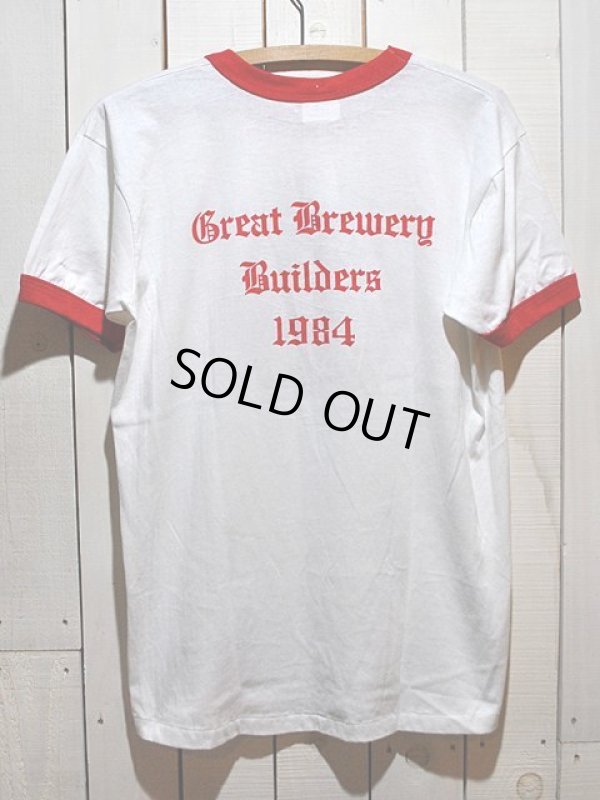 Great Brewery
Builders
1984
SOLD OUT